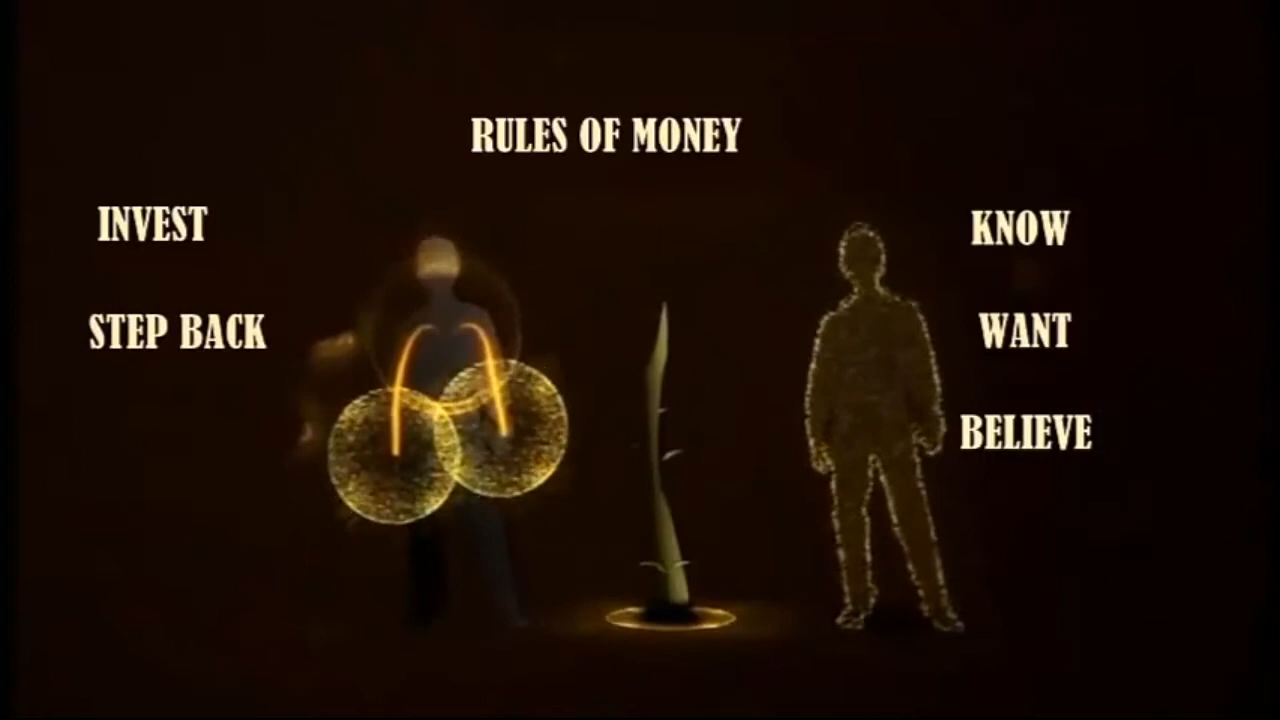 RULES OF MONEY
INVEST
STEP BACK
KNOW
WANT
BELIEVE